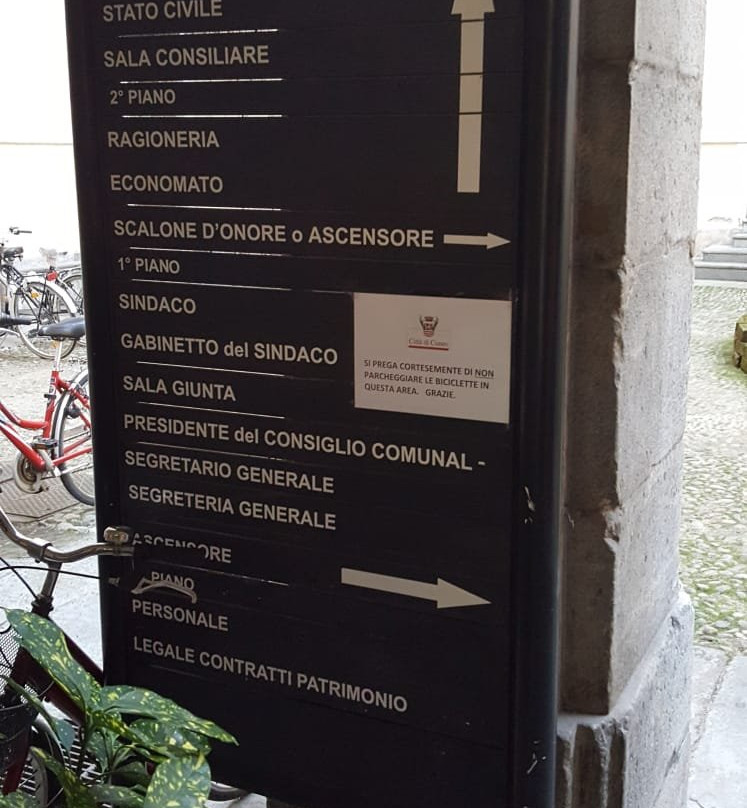 STATO CIVILE
SALA CONSILIARE
2° PIANO
RAGIONERIA
ECONOMATO
SCALONE D'ONORE o ASCENSORE
1° PIANO
SINDACO
GABINETTO del SINDACO
SALA GIUNTA
PRESIDENTE del CONSIGLIO COMUNAL -
SEGRETARIO GENERALE
SEGRETERIA GENERALE
ASCENSORE
PIANO
PERSONALE
LEGALE CONTRATTI PATRIMONIO
Città di Cuneo
SI PREGA CORTESEMENTE DI NON
PARCHEGGIARE LE BICICLETTE IN
QUESTA AREA. GRAZIE.